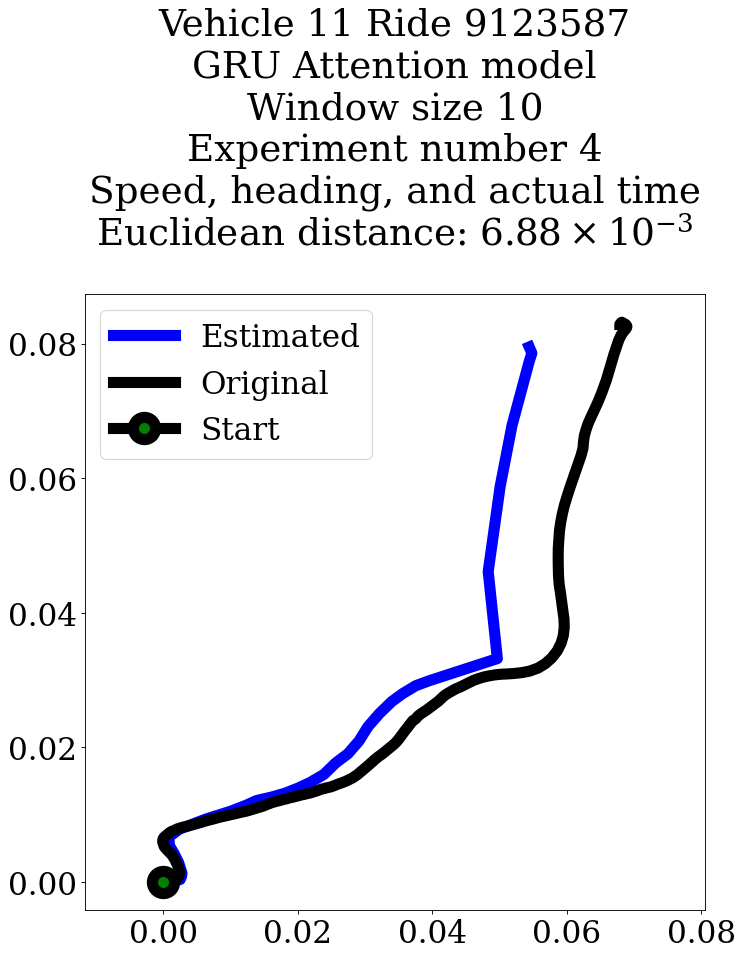 Vehicle 11 Ride 9123587
GRU Attention model
Window size 10
Experiment number 4
Speed, heading, and actual time
Euclidean distance: 6.88 × 10⁻³
Estimated
Original
Start
0.08
0.06
0.04
0.02
0.00
0.00 0.02 0.04 0.06 0.08